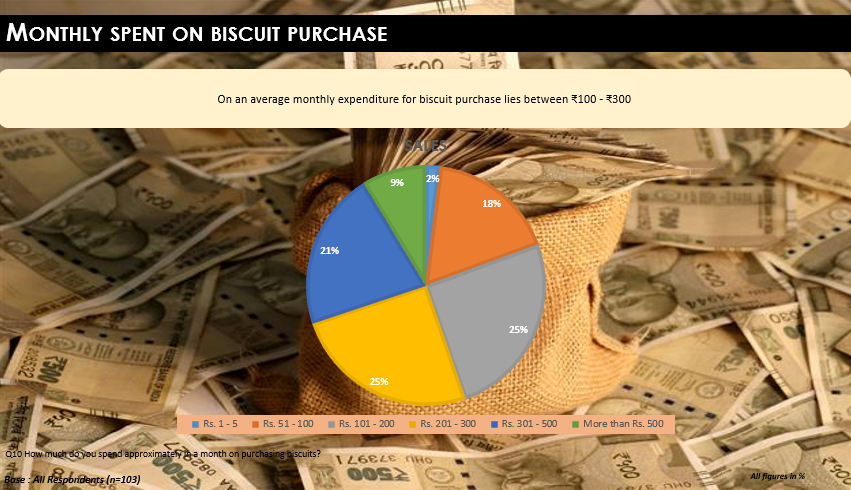 MONTHLY SPENT ON BISCUIT PURCHASE
On an average monthly expenditure for biscuit purchase lies between ₹100 - ₹300
SALES
2%
18%
25%
25%
21%
9%
Rs. 1 - 5 Rs. 51 - 100 Rs. 101 - 200 Rs. 201 - 300 Rs. 301 - 500 More than Rs. 500
Q10 How much do you spend approximately in a month on purchasing biscuits?
Base : All Respondents (n=103)
All figures in %